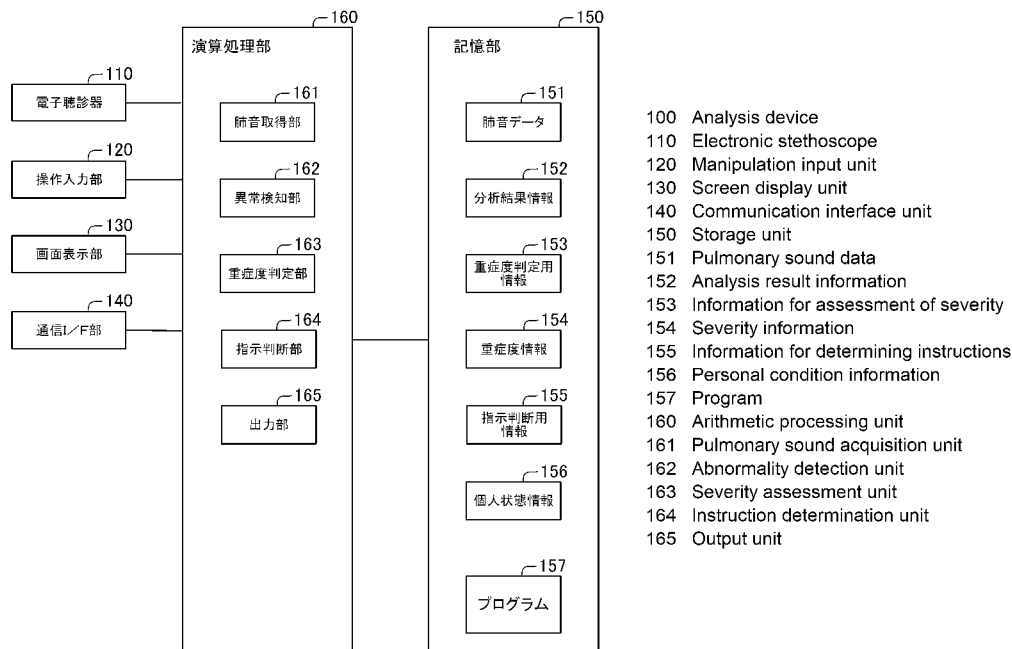 160
演算処理部
110
電子聴診器
120
操作入力部
130
画面表示部
140
通信I/F部
161
肺音取得部
162
異常検知部
163
重症度判定部
164
指示判断部
165
出力部
150
記憶部
151
肺音データ
152
分析結果情報
153
重症度判定用
情報
154
重症度情報
155
指示判断用
情報
156
個人状態情報
157
プログラム
100 Analysis device
110 Electronic stethoscope
120 Manipulation input unit
130 Screen display unit
140 Communication interface unit
150 Storage unit
151 Pulmonary sound data
152 Analysis result information
153 Information for assessment of severity
154 Severity information
155 Information for determining instructions
156 Personal condition information
157 Program
160 Arithmetic processing unit
161 Pulmonary sound acquisition unit
162 Abnormality detection unit
163 Severity assessment unit
164 Instruction determination unit
165 Output unit